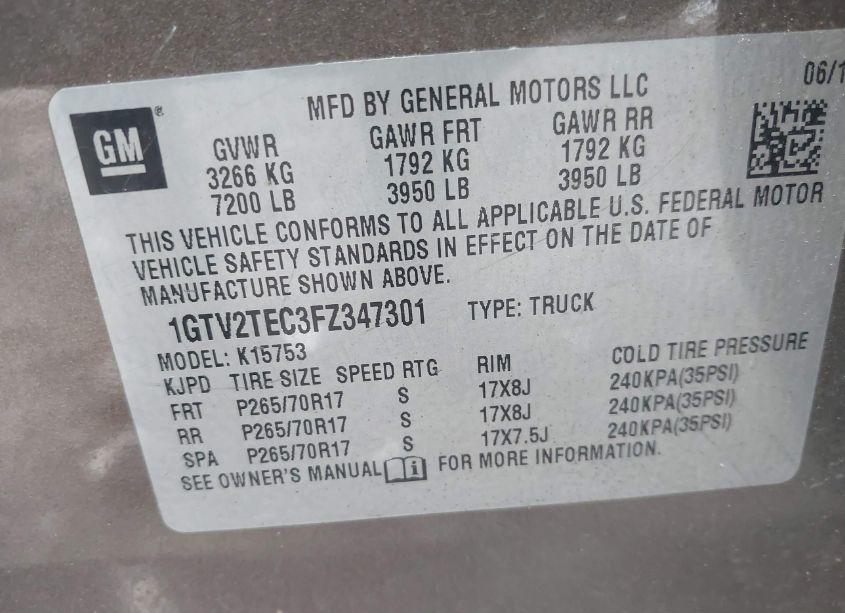 GM®
MFD BY GENERAL MOTORS LLC
06/1
GVWR GAWR FRT GAWR RR
3266 KG 1792 KG 1792 KG
7200 LB 3950 LB 3950 LB
THIS VEHICLE CONFORMS TO ALL APPLICABLE U.S. FEDERAL MOTOR
VEHICLE SAFETY STANDARDS IN EFFECT ON THE DATE OF
MANUFACTURE SHOWN ABOVE.
1GTV2TEC3FZ347301 TYPE: TRUCK
MODEL: K15753
KJPD TIRE SIZE SPEED RTG RIM COLD TIRE PRESSURE
FRT P265/70R17 S 17X8J 240KPA(35PSI)
RR P265/70R17 S 17X8J 240KPA(35PSI)
SPA P265/70R17 S 17X7.5J 240KPA(35PSI)
SEE OWNER'S MANUAL FOR MORE INFORMATION.